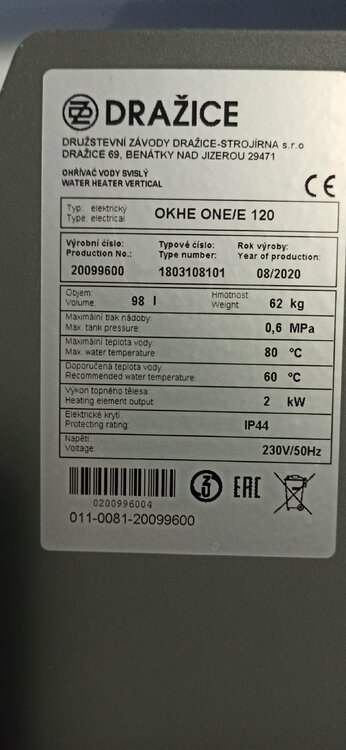 DRAŽICE
DRUŽSTEVNÍ ZÁVODY DRAŽICE-STROJÍRNA s.r.o
DRAŽICE 69, BENÁTKY NAD JIZEROU 29471
OHŘÍVAČ VODY SVISLÝ
WATER HEATER VERTICAL
CE
Typ: elektrický
Type: electrical
OKHE ONE/E 120
Výrobní číslo: Typové číslo: Rok výroby:
Production No.: Type number: Year of production:
20099600 1803108101 08/2020
Objem:
Volume: 98 l
Hmotnost:
Weight: 62 kg
Maximální tlak nádoby:
Max. tank pressure: 0,6 MPa
Maximální teplota vody:
Max. water temperature: 80 °C
Doporučená teplota vody:
Recommended water temperature: 60 °C
Výkon topného tělesa:
Heating element output: 2 kW
Elektrické krytí:
Protecting rating: IP44
Napětí:
Voltage: 230V/50Hz
0200996004
EAC
011-0081-20099600